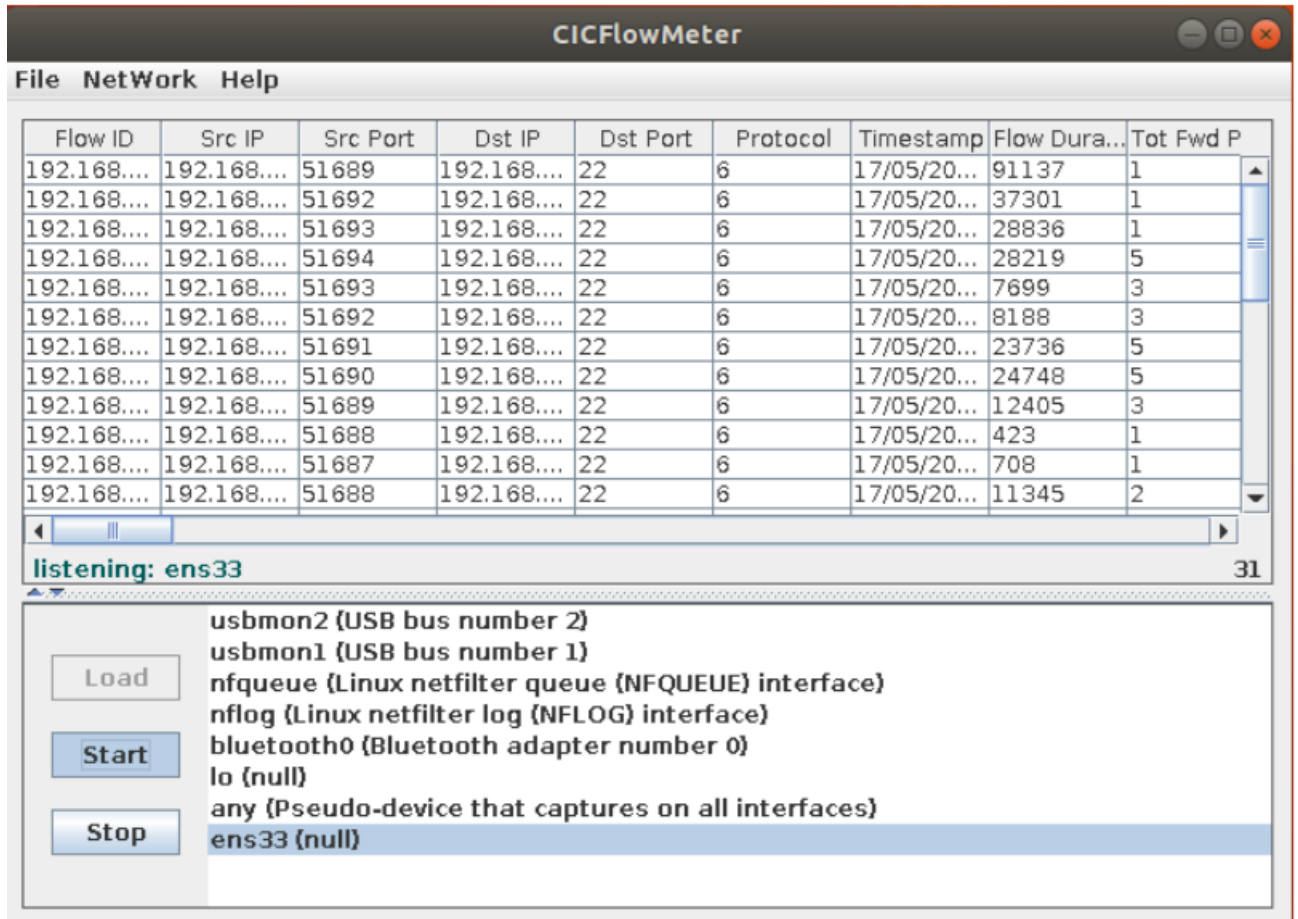 CICFlowMeter
File NetWork Help
Flow ID Src IP Src Port Dst IP Dst Port Protocol Timestamp Flow Dura... Tot Fwd P
192.168.... 192.168.... 51689 192.168.... 22 6 17/05/20... 91137 1
192.168.... 192.168.... 51692 192.168.... 22 6 17/05/20... 37301 1
192.168.... 192.168.... 51693 192.168.... 22 6 17/05/20... 28836 1
192.168.... 192.168.... 51694 192.168.... 22 6 17/05/20... 28219 5
192.168.... 192.168.... 51693 192.168.... 22 6 17/05/20... 7699 3
192.168.... 192.168.... 51692 192.168.... 22 6 17/05/20... 8188 3
192.168.... 192.168.... 51691 192.168.... 22 6 17/05/20... 23736 5
192.168.... 192.168.... 51690 192.168.... 22 6 17/05/20... 24748 5
192.168.... 192.168.... 51689 192.168.... 22 6 17/05/20... 12405 3
192.168.... 192.168.... 51688 192.168.... 22 6 17/05/20... 423 1
192.168.... 192.168.... 51687 192.168.... 22 6 17/05/20... 708 1
192.168.... 192.168.... 51688 192.168.... 22 6 17/05/20... 11345 2
listening: ens33 31
Load
Start
Stop
usbmon2 (USB bus number 2)
usbmon1 (USB bus number 1)
nfqueue (Linux netfilter queue (NFQUEUE) interface)
nflog (Linux netfilter log (NFLOG) interface)
bluetooth0 (Bluetooth adapter number 0)
lo (null)
any (Pseudo-device that captures on all interfaces)
ens33 (null)